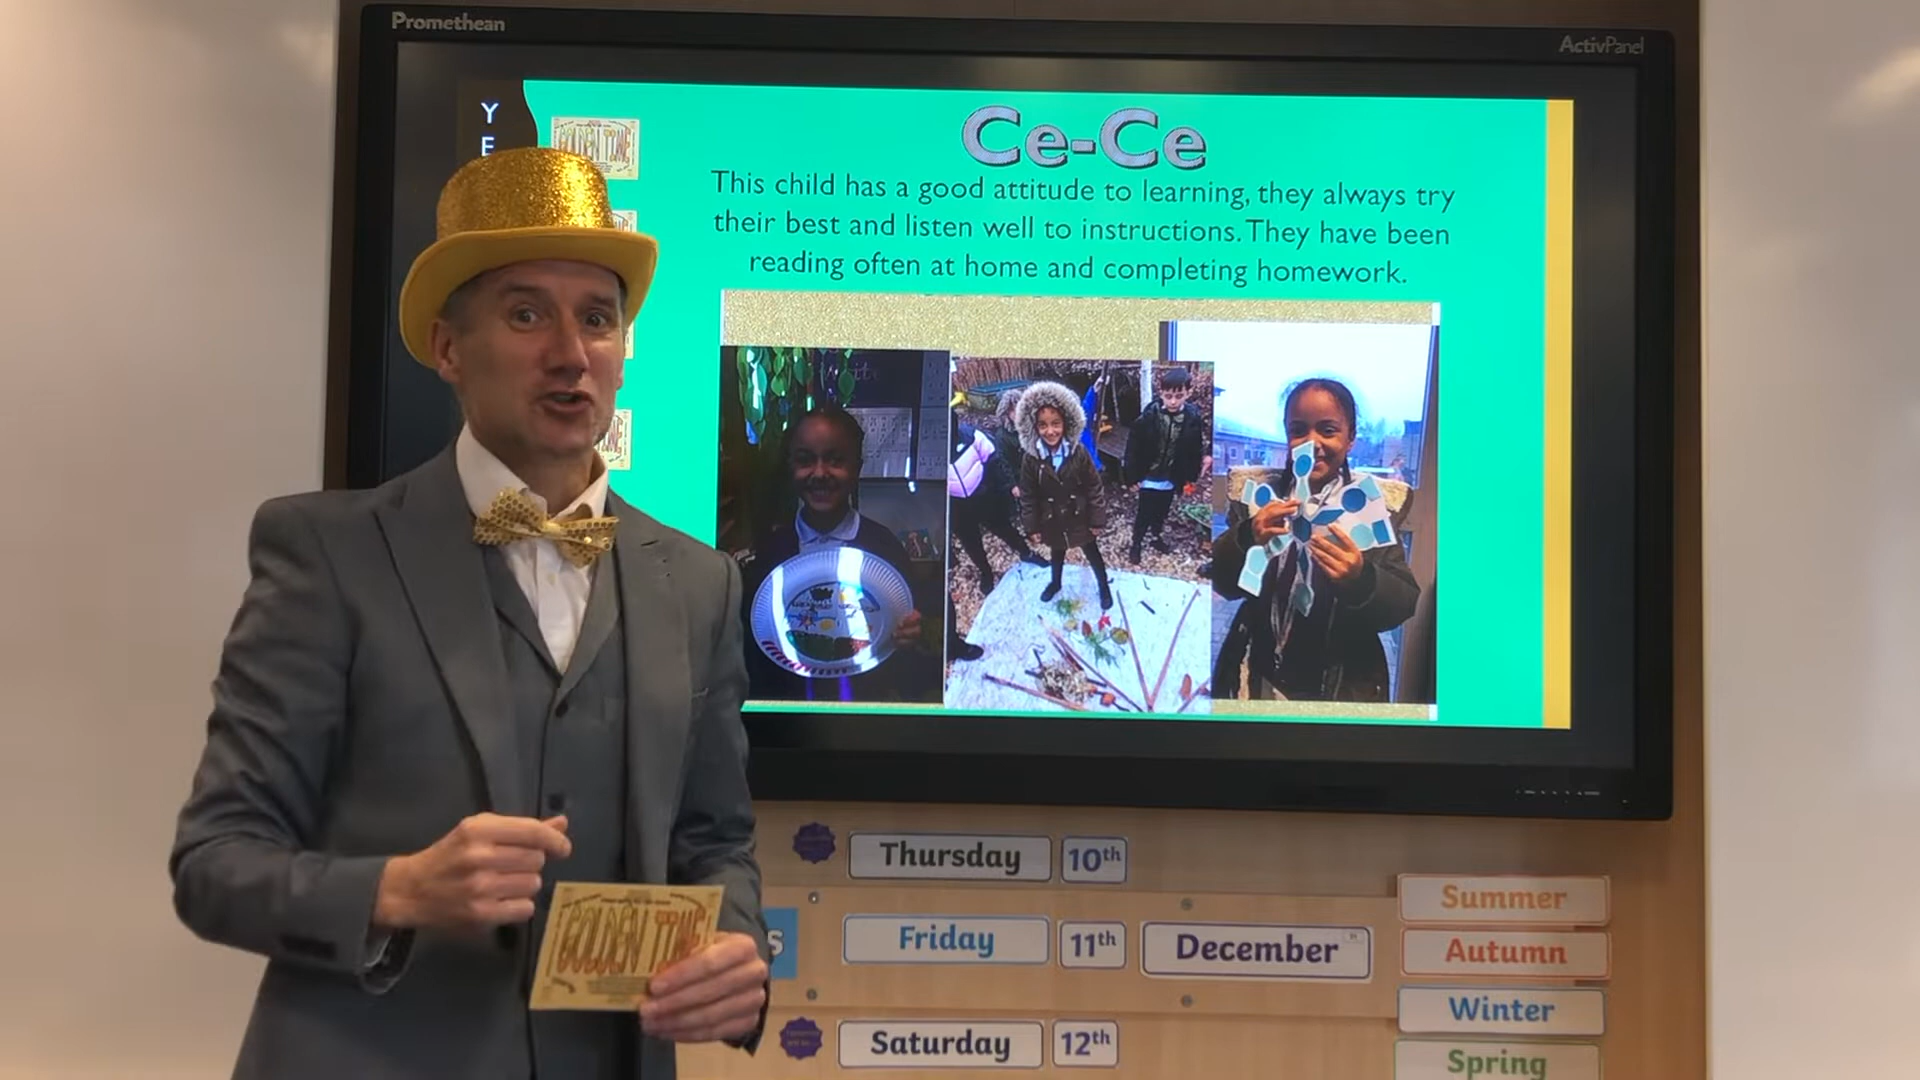 Promethean
ActivPanel
Y
E
GOLDEN TIME
Ce-Ce
This child has a good attitude to learning, they always try
their best and listen well to instructions. They have been
reading often at home and completing homework.
GOLDEN TIME
Thursday 10th
Friday 11th December
Saturday 12th
Summer
Autumn
Winter
Spring